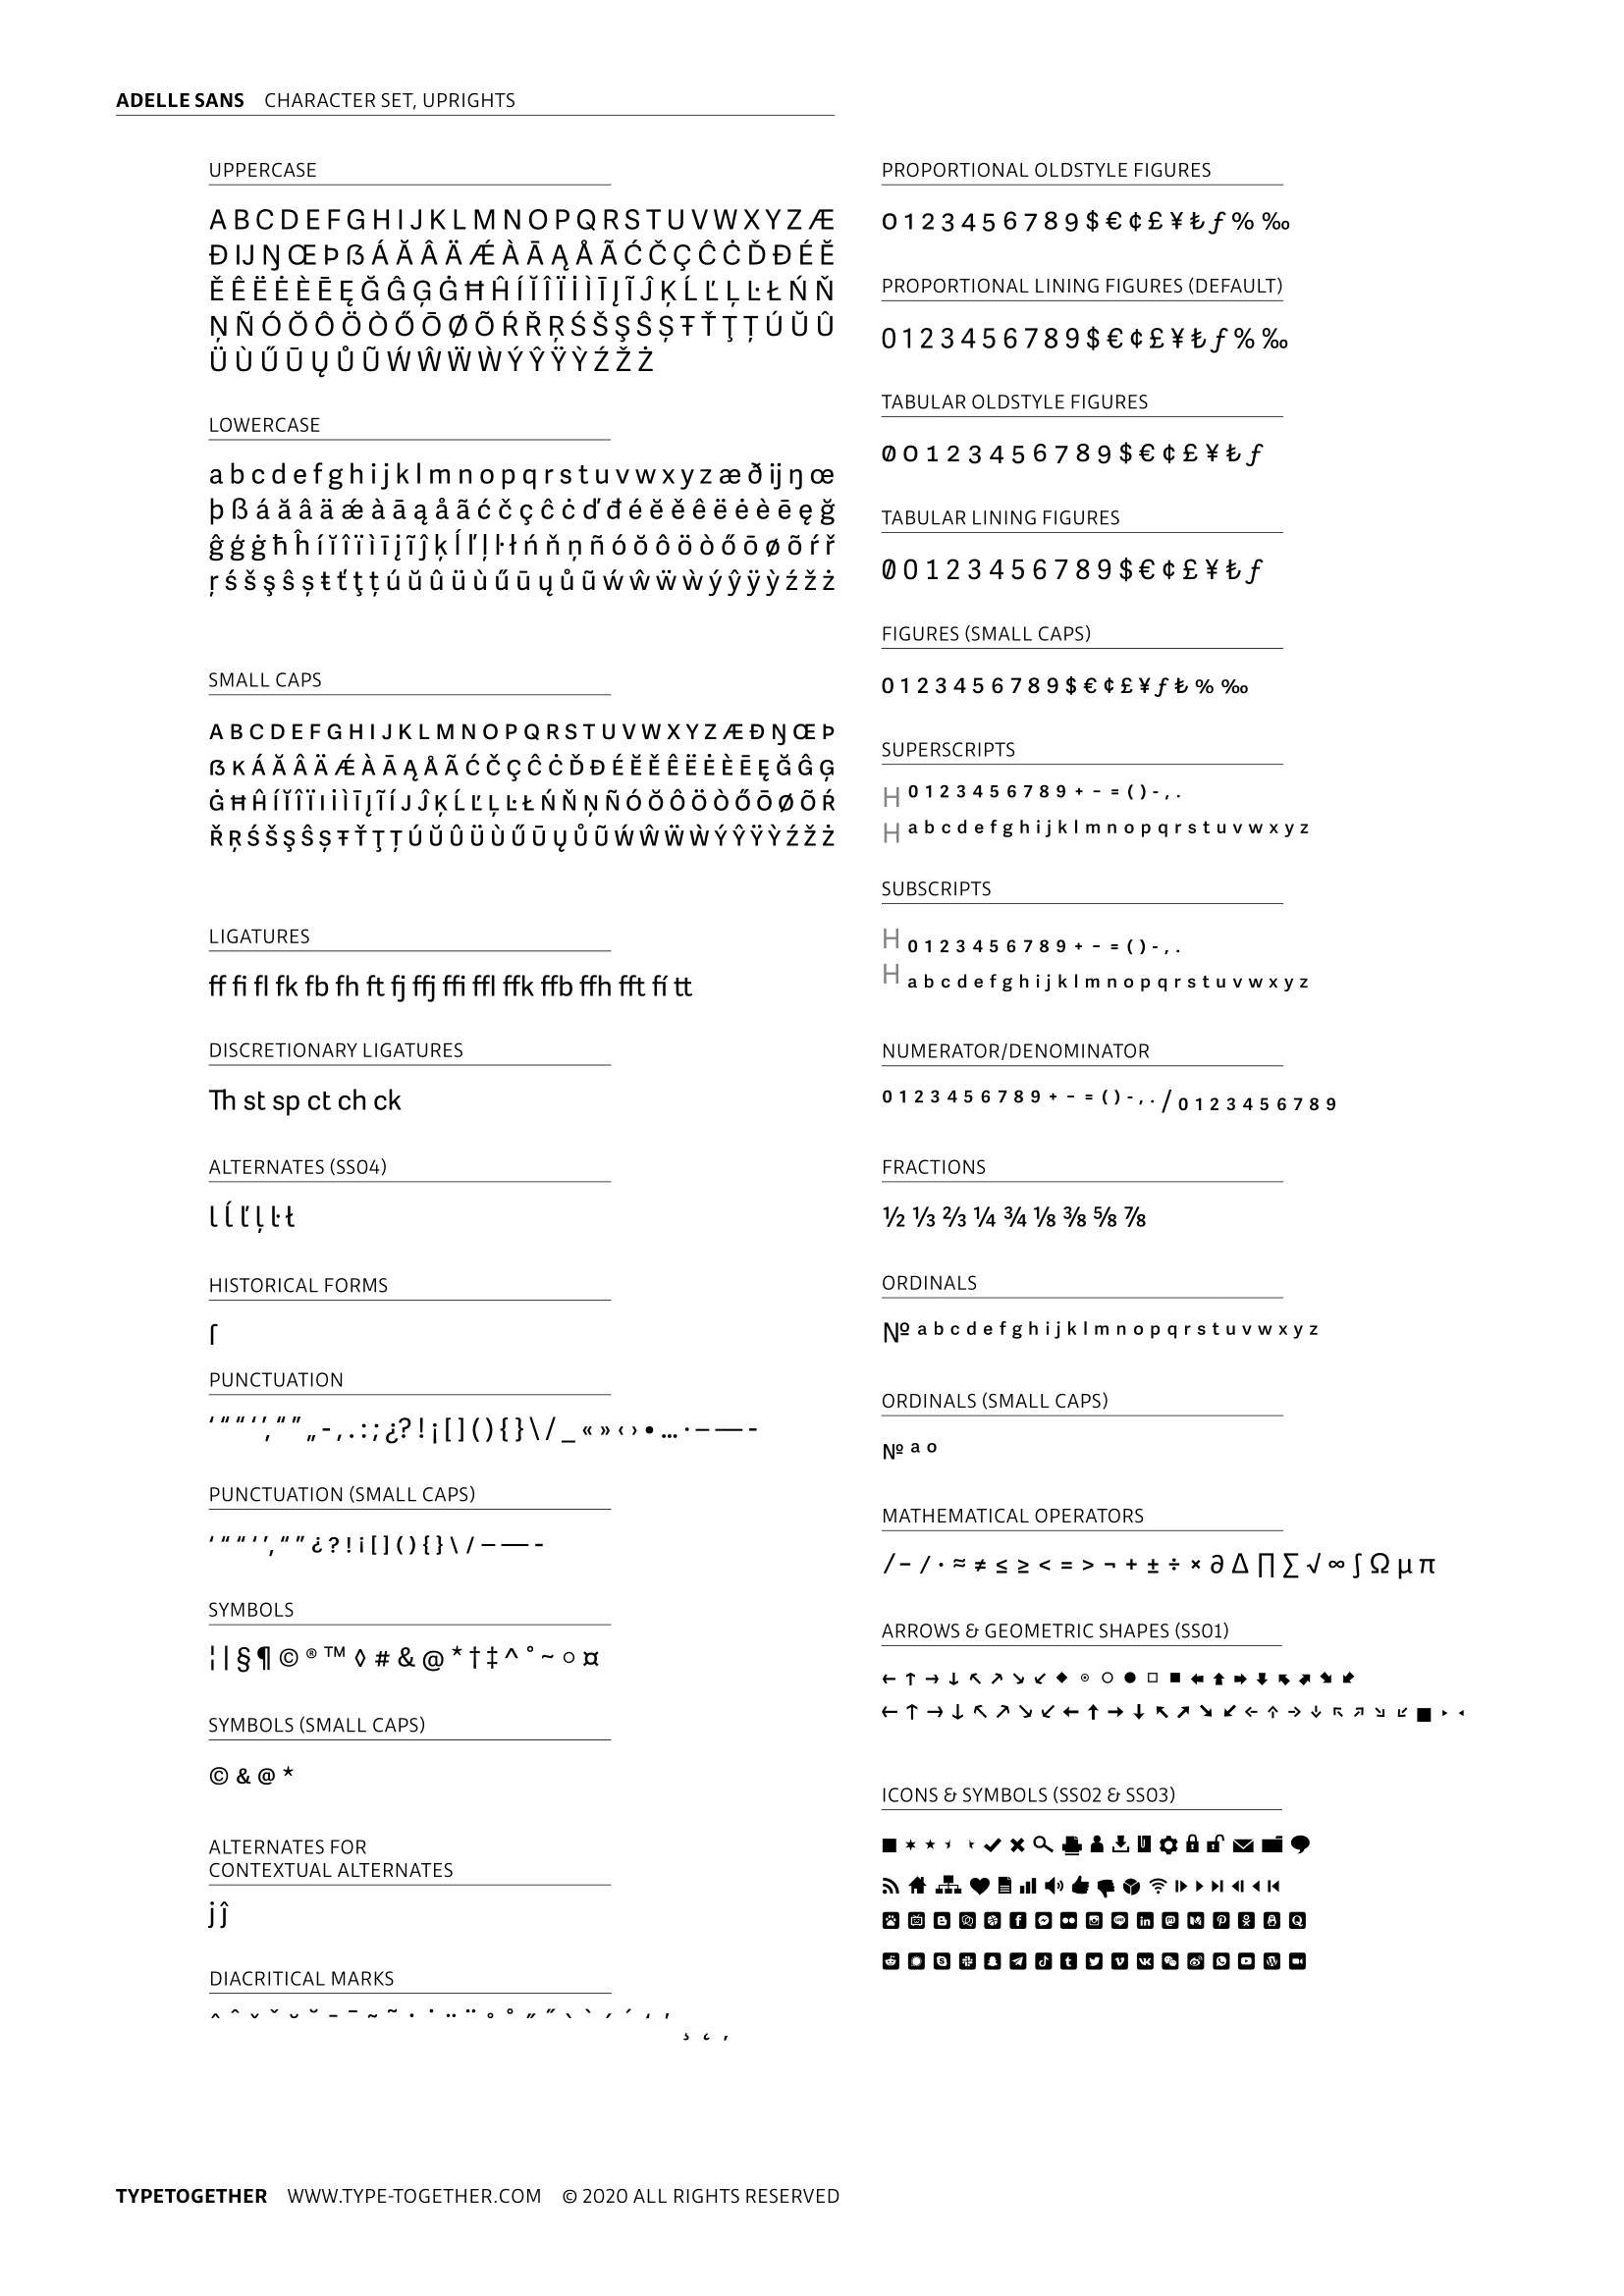 ADELLE SANS CHARACTER SET, UPRIGHTS
UPPERCASE
A B C D E F G H I J K L M N O P Q R S T U V W X Y Z Æ
Ð Ĳ Ŋ Œ Þ ẞ Á Ă Â Ä Ǽ À Ā Ą Å Ã Ć Č Ç Ĉ Ċ Ď Đ É Ĕ
Ě Ê Ë Ė È Ē Ę Ğ Ĝ Ģ Ġ Ħ Ĥ Í Ĭ Î Ï İ Ì Ī Į Ĩ Ĵ Ķ Ĺ Ľ Ļ Ŀ Ł Ń Ň
Ņ Ñ Ó Ŏ Ô Ö Ò Ő Ō Ø Õ Ŕ Ř Ŗ Ś Š Ş Ŝ Ș Ŧ Ť Ţ Ț Ú Ŭ Û
Ü Ù Ű Ū Ų Ů Ũ Ẃ Ŵ Ẅ Ẁ Ý Ŷ Ÿ Ỳ Ź Ž Ż
LOWERCASE
a b c d e f g h i j k l m n o p q r s t u v w x y z æ ð ĳ ŋ œ
þ ß á ă â ä ǽ à ā ą å ã ć č ç ĉ ċ ď đ é ĕ ě ê ë ė è ē ę ğ
ĝ ģ ġ ħ ĥ í ĭ î ï ì ī į ĩ ĵ ķ ĺ ľ ļ ŀ ł ń ň ņ ñ ó ŏ ô ö ò ő ō ø õ ŕ ř
ŗ ś š ş ŝ ș ŧ ť ţ ț ú ŭ û ü ù ű ū ų ů ũ ẃ ŵ ẅ ẁ ý ŷ ÿ ỳ ź ž ż
SMALL CAPS
A B C D E F G H I J K L M N O P Q R S T U V W X Y Z Æ Ð Ŋ Œ Þ
ẞ K Á Ă Â Ä Ǽ À Ā Ą Å Ã Ć Č Ç Ĉ Ċ Ď Đ É Ĕ Ě Ê Ë Ė È Ē Ę Ğ Ĝ Ģ
Ġ Ħ Ĥ Í Ĭ Î Ï I İ Ì Ī Į Ĩ Í J Ĵ Ķ Ĺ Ľ Ļ Ŀ Ł Ń Ň Ņ Ñ Ó Ŏ Ô Ö Ò Ő Ō Ø Õ Ŕ
Ř Ŗ Ś Š Ş Ŝ Ș Ŧ Ť Ţ Ț Ú Ŭ Û Ü Ù Ű Ū Ų Ů Ũ Ẃ Ŵ Ẅ Ẁ Ý Ŷ Ÿ Ỳ Ź Ž Ż
LIGATURES
ff fi fl fk fb fh ft fj ffj ffi ffl ffk ffb ffh fft fí tt
DISCRETIONARY LIGATURES
Th st sp ct ch ck
ALTERNATES (SS04)
l ĺ ľ ļ ŀ ł
HISTORICAL FORMS
ſ
PUNCTUATION
‘ “ “ ‘ ’, “ ” „ - , . : ; ¿ ? ! ¡ [ ] ( ) { } \ / _ « » ‹ › • … · – — -
PUNCTUATION (SMALL CAPS)
‘ “ “ ‘ ’, “ ” ¿ ? ! ¡ [ ] ( ) { } \ / – — -
SYMBOLS
¦ | § ¶ © ® ™ ◊ # & @ * † ‡ ^ ° ~ ○ ¤
SYMBOLS (SMALL CAPS)
© & @ *
ALTERNATES FOR
CONTEXTUAL ALTERNATES
j ĵ
DIACRITICAL MARKS
PROPORTIONAL OLDSTYLE FIGURES
0 1 2 3 4 5 6 7 8 9 $ € ¢ £ ¥ ₺ ƒ % ‰
PROPORTIONAL LINING FIGURES (DEFAULT)
0 1 2 3 4 5 6 7 8 9 $ € ¢ £ ¥ ₺ ƒ % ‰
TABULAR OLDSTYLE FIGURES
0 0 1 2 3 4 5 6 7 8 9 $ € ¢ £ ¥ ₺ ƒ
TABULAR LINING FIGURES
0 0 1 2 3 4 5 6 7 8 9 $ € ¢ £ ¥ ₺ ƒ
FIGURES (SMALL CAPS)
0 1 2 3 4 5 6 7 8 9 $ € ¢ £ ¥ ƒ ₺ % ‰
SUPERSCRIPTS
H 0 1 2 3 4 5 6 7 8 9 + − = ( ) - , .
H a b c d e f g h i j k l m n o p q r s t u v w x y z
SUBSCRIPTS
H 0 1 2 3 4 5 6 7 8 9 + − = ( ) - , .
H a b c d e f g h i j k l m n o p q r s t u v w x y z
NUMERATOR/DENOMINATOR
0 1 2 3 4 5 6 7 8 9 + − = ( ) - , . / 0 1 2 3 4 5 6 7 8 9
FRACTIONS
½ ⅓ ⅔ ¼ ¾ ⅛ ⅜ ⅝ ⅞
ORDINALS
№ a b c d e f g h i j k l m n o p q r s t u v w x y z
ORDINALS (SMALL CAPS)
№ a o
MATHEMATICAL OPERATORS
/ − ∕ · ≈ ≠ ≤ ≥ < = > ¬ + ± ÷ × ∂ ∆ ∏ ∑ √ ∞ ∫ Ω µ π
ARROWS & GEOMETRIC SHAPES (SS01)
ICONS & SYMBOLS (SS02 & SS03)
TYPETOGETHER WWW.TYPE-TOGETHER.COM © 2020 ALL RIGHTS RESERVED